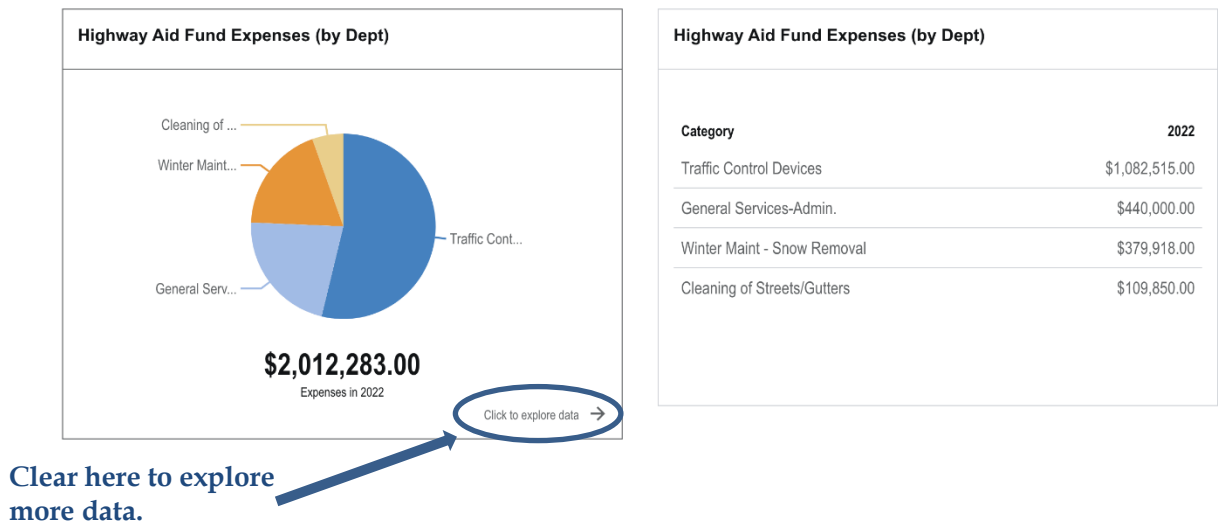 Highway Aid Fund Expenses (by Dept)
Cleaning of ...
Winter Maint...
Traffic Cont...
General Serv...
$2,012,283.00
Expenses in 2022
Click to explore data
Clear here to explore
more data.
Highway Aid Fund Expenses (by Dept)
Category 2022
Traffic Control Devices $1,082,515.00
General Services-Admin. $440,000.00
Winter Maint - Snow Removal $379,918.00
Cleaning of Streets/Gutters $109,850.00